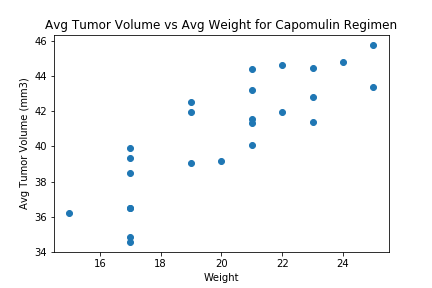 Avg Tumor Volume vs Avg Weight for Capomulin Regimen
46
44
42
40
38
36
34
Avg Tumor Volume (mm3)
16 18 20 22 24
Weight